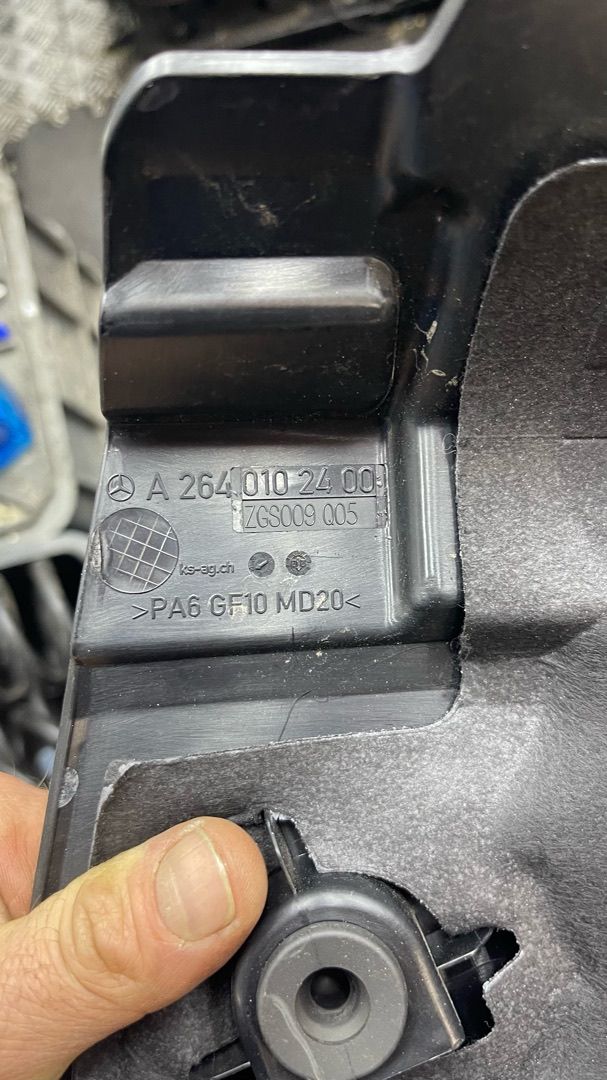 A 264 010 24 00
ZGS009 Q05
ks-ag.ch
>PA6 GF10 MD20<